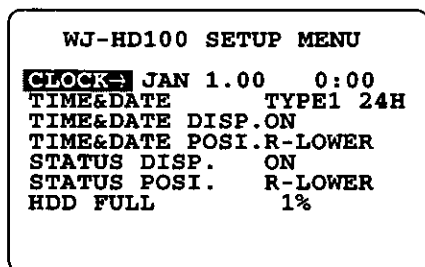 WJ-HD100 SETUP MENU
CLOCK→ JAN 1.00 0:00
TIME&DATE TYPE1 24H
TIME&DATE DISP.ON
TIME&DATE POSI.R-LOWER
STATUS DISP. ON
STATUS POSI. R-LOWER
HDD FULL 1%